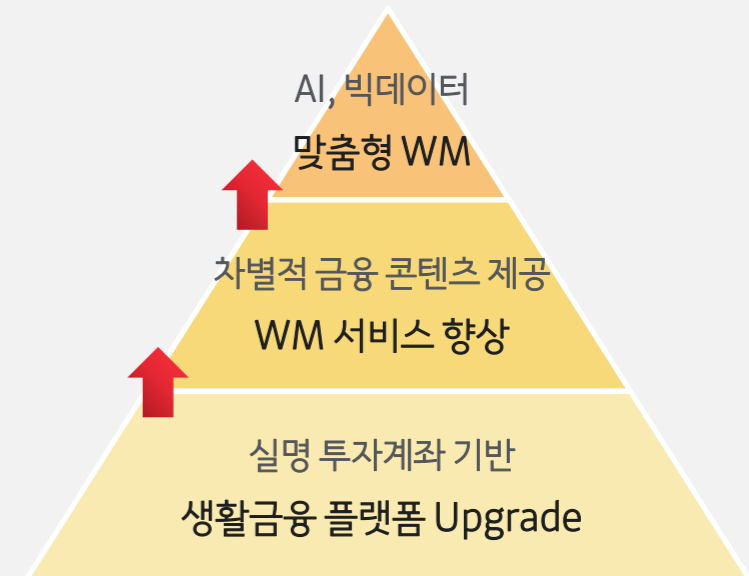 AI, 빅데이터
맞춤형 WM
차별적 금융 콘텐츠 제공
WM 서비스 향상
실명 투자계좌 기반
생활금융 플랫폼 Upgrade